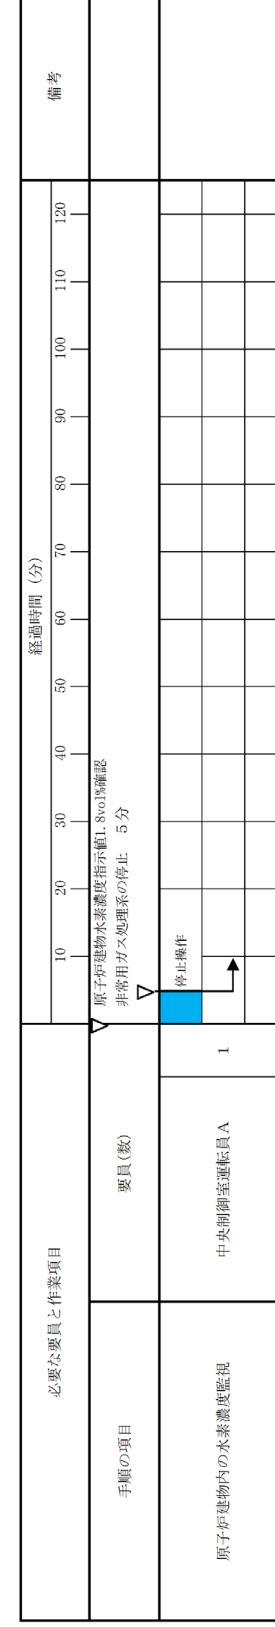 必要な要員と作業項目
経過時間（分）
備考
10 20 30 40 50 60 70 80 90 100 110 120
手順の項目
要員(数)
原子炉建物水素濃度指示値1.8vol%確認
非常用ガス処理系の停止 5分
原子炉建物内の水素濃度監視
中央制御室運転員A
1
停止操作